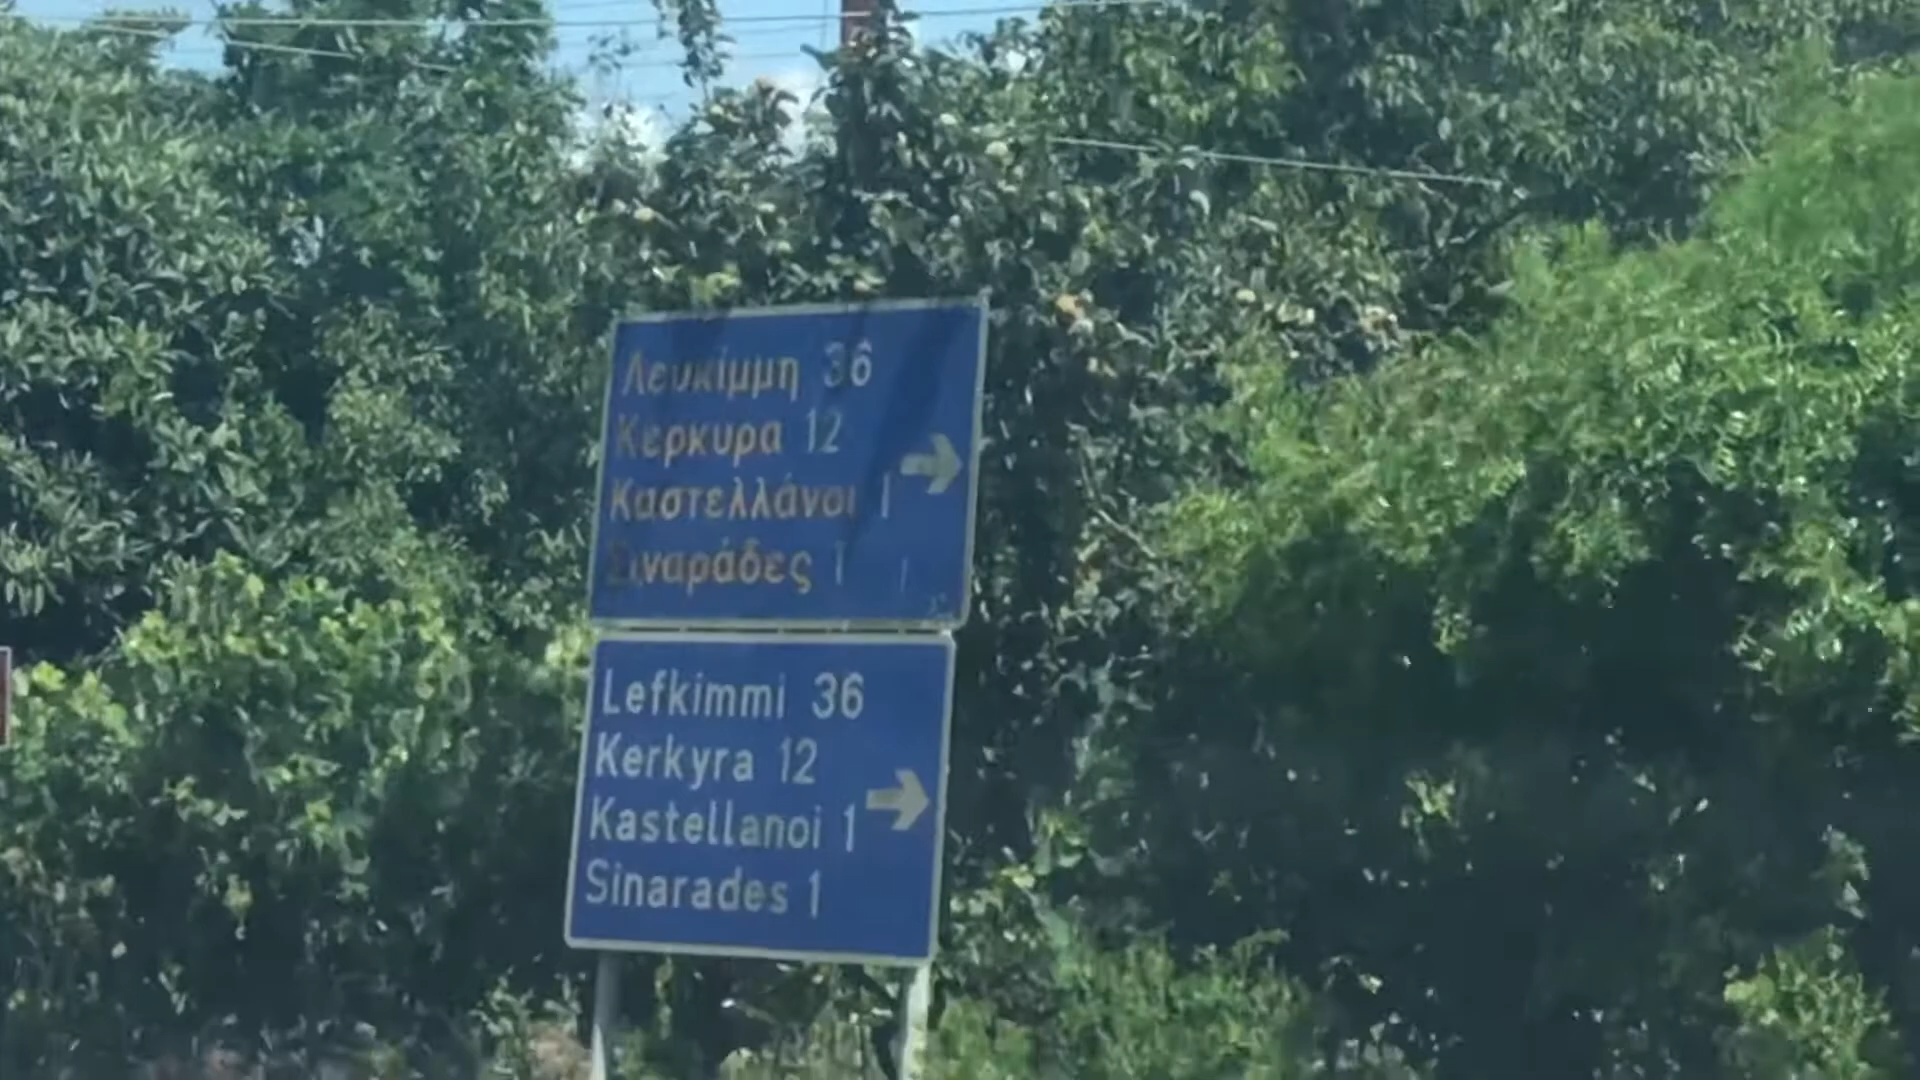 Λευκίμμη 36
Κερκυρα 12
Καστελλάνοι 1
Σιναράδες 1
Lefkimmi 36
Kerkyra 12
Kastellanoi 1
Sinarades 1